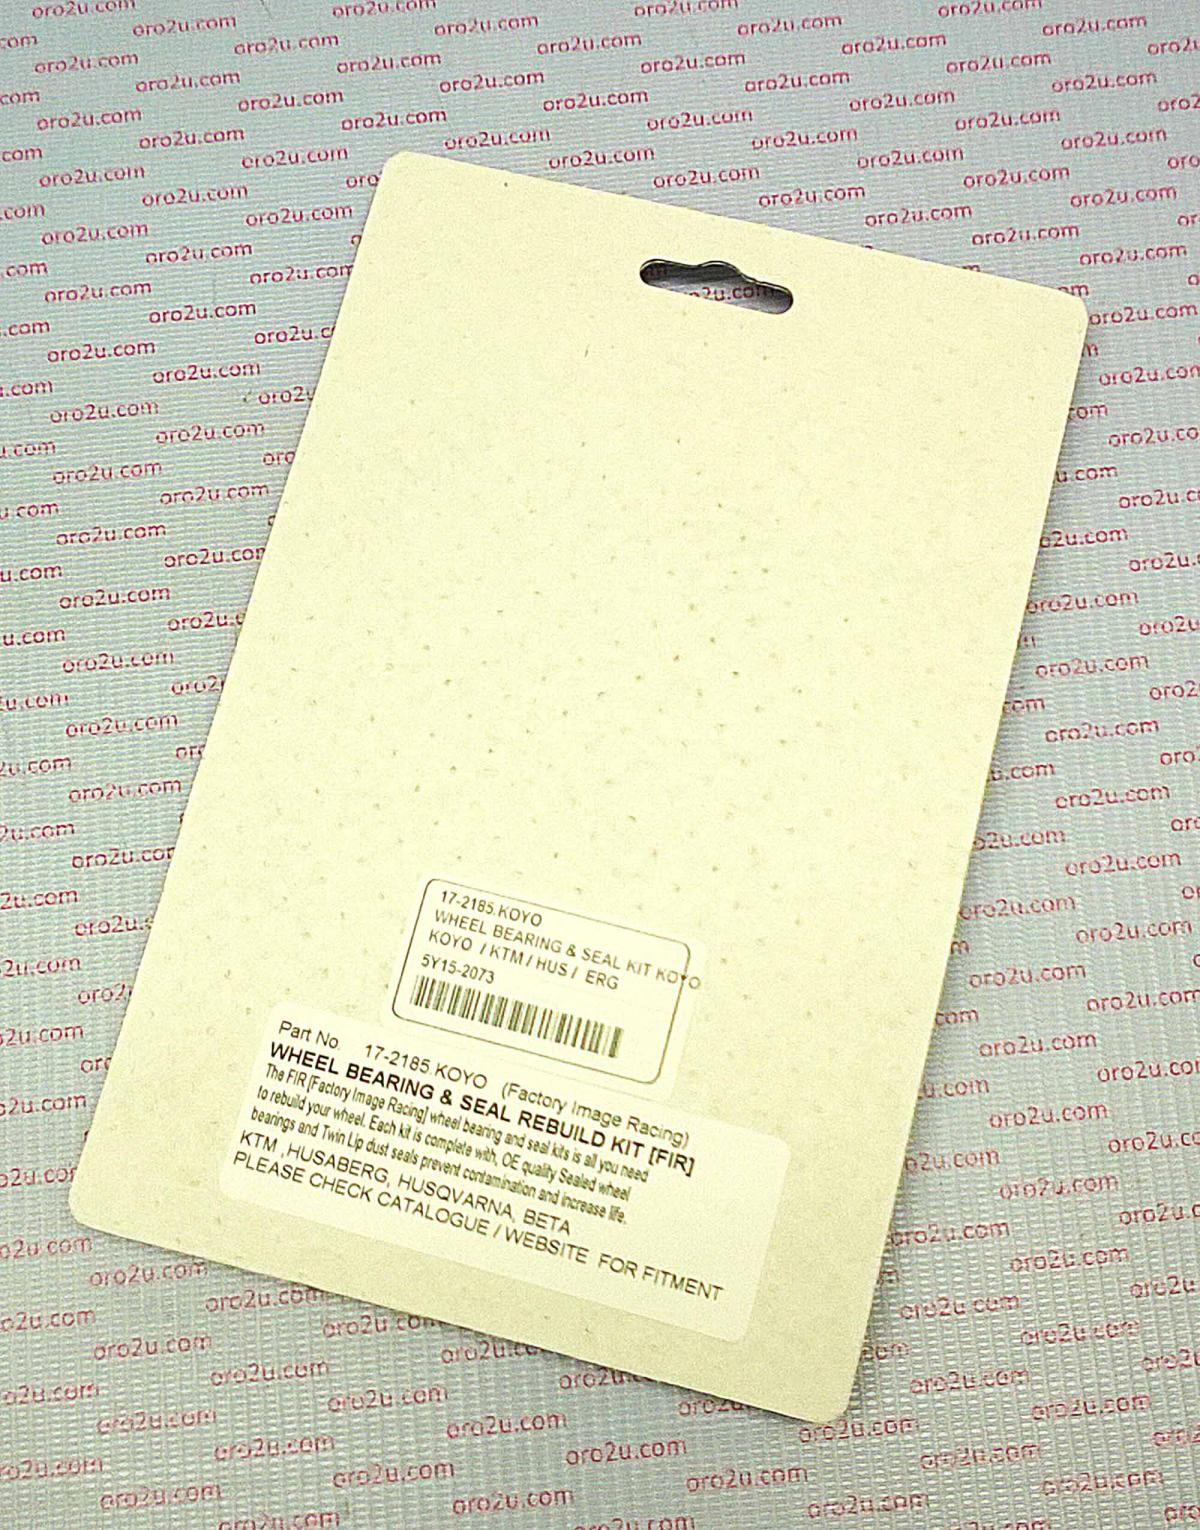 oro2u.com
17-2185.KOYO
WHEEL BEARING & SEAL KIT KOYO
KOYO / KTM / HUS / ERG
5Y15-2073
Part No. 17-2185.KOYO (Factory Image Racing)
WHEEL BEARING & SEAL REBUILD KIT [FIR]
The FIR [Factory Image Racing] wheel bearing and seal kits is all you need
to rebuild your wheel. Each kit is complete with, OE quality Sealed wheel
bearings and Twin Lip dust seals prevent contamination and increase life.
KTM ,HUSABERG, HUSQVARNA, BETA
PLEASE CHECK CATALOGUE / WEBSITE FOR FITMENT